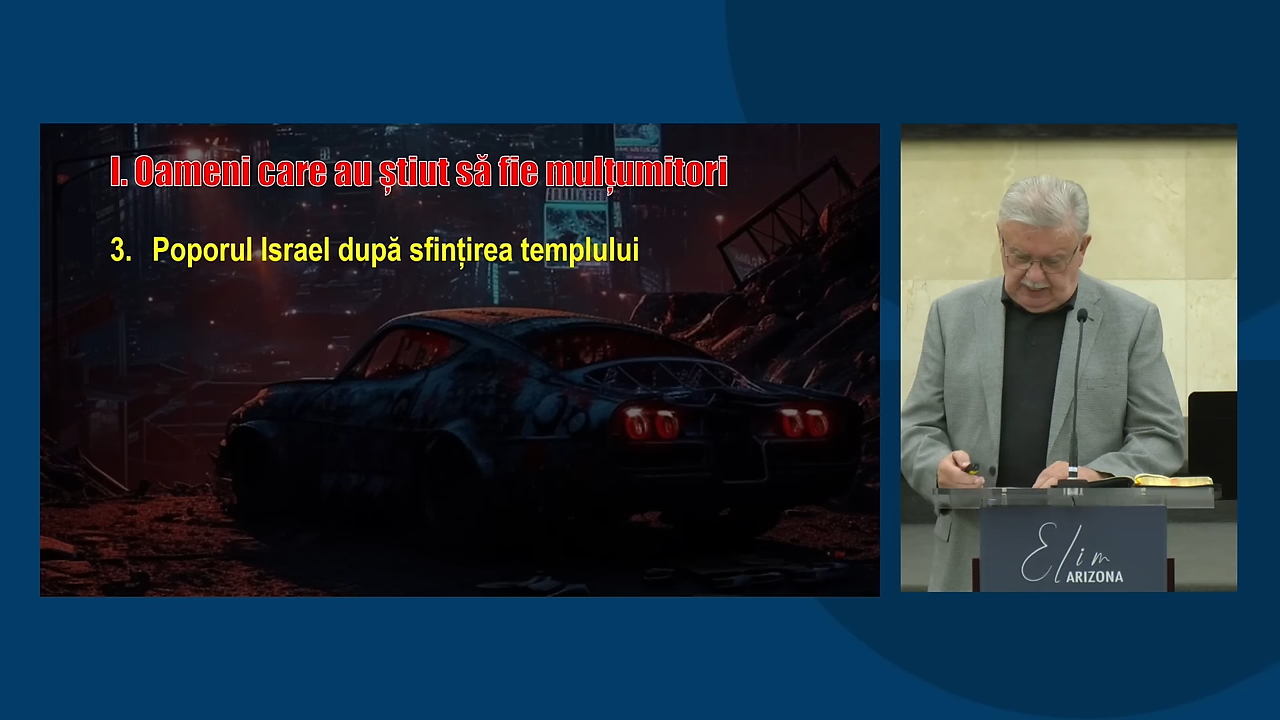 I. Oameni care au știut să fie mulțumitori
3. Poporul Israel după sfințirea templului
Elim
ARIZONA